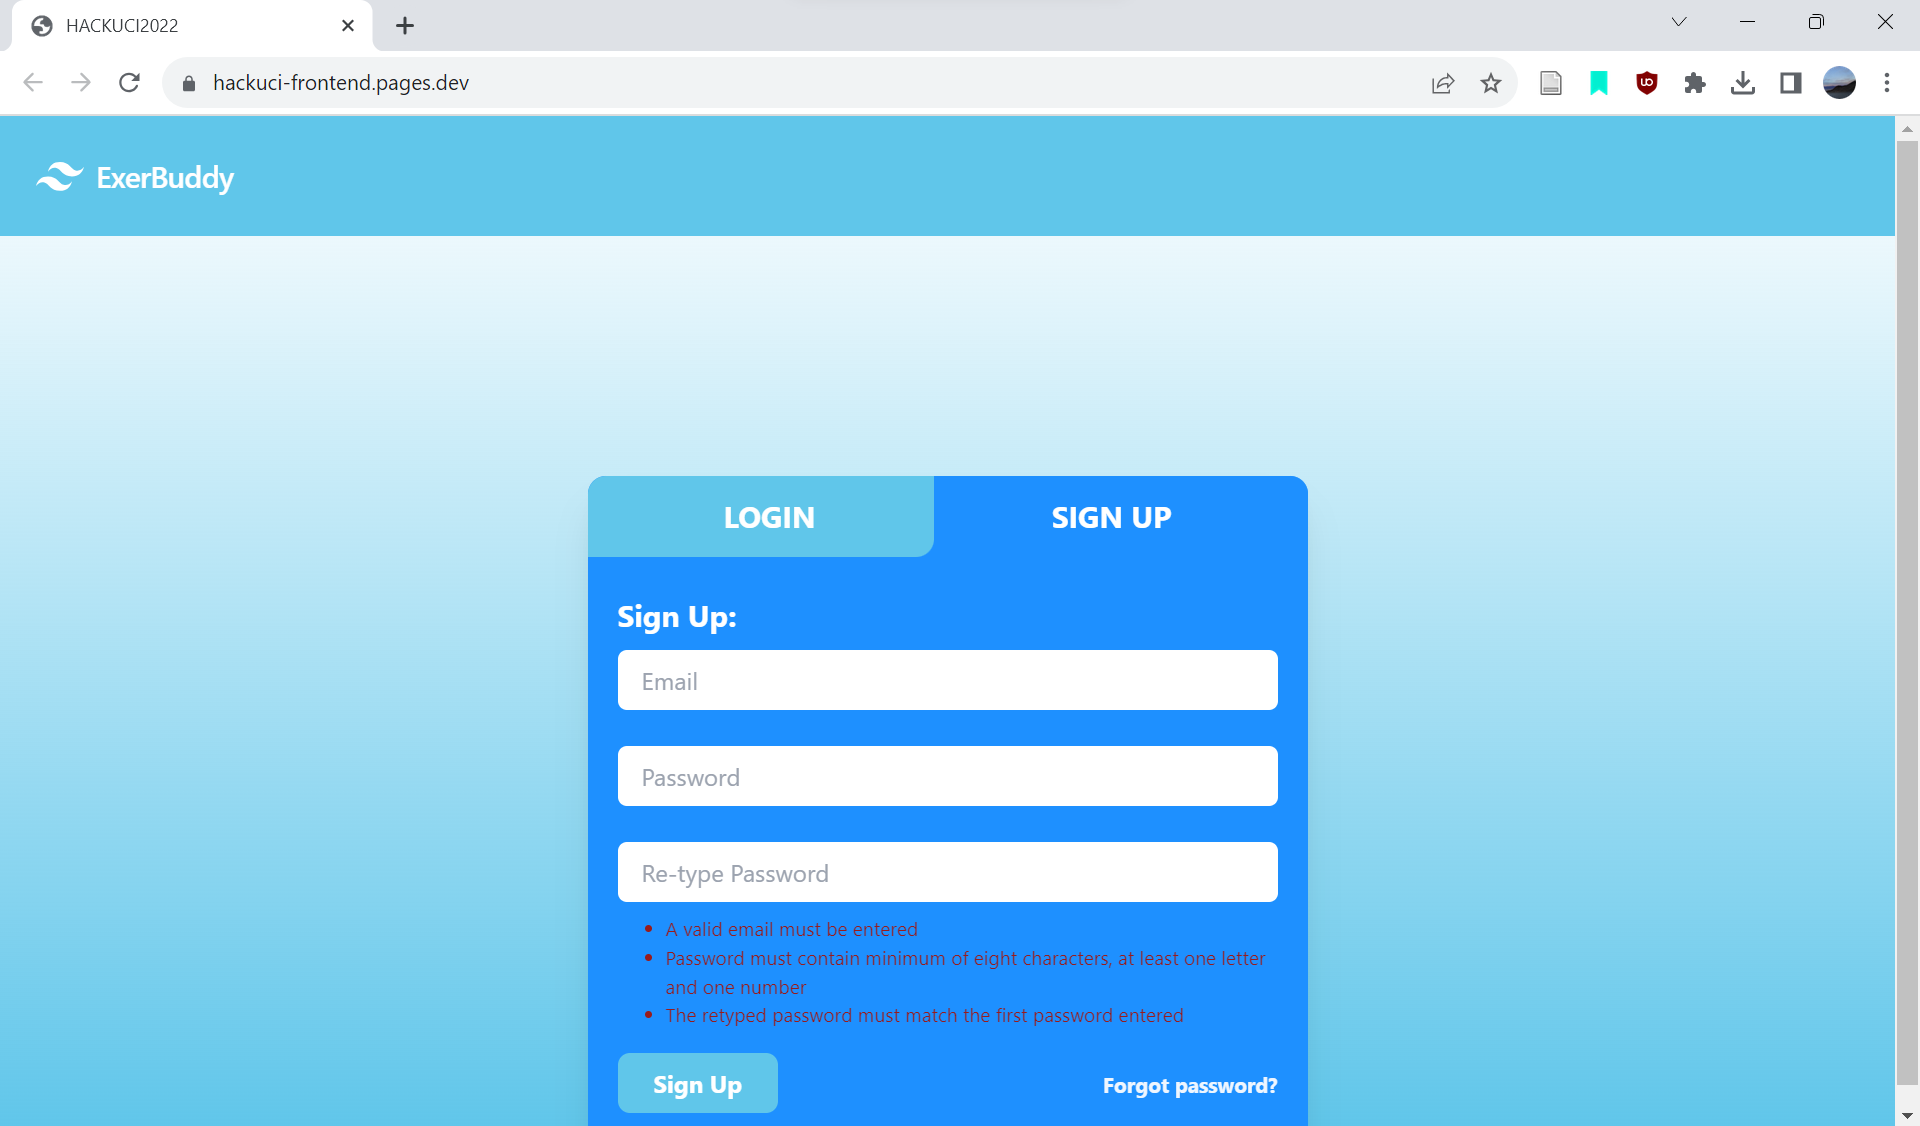 HACKUCI2022
hackuci-frontend.pages.dev
ExerBuddy
LOGIN
SIGN UP
Sign Up:
Email
Password
Re-type Password
• A valid email must be entered
• Password must contain minimum of eight characters, at least one letter
and one number
• The retyped password must match the first password entered
Sign Up
Forgot password?